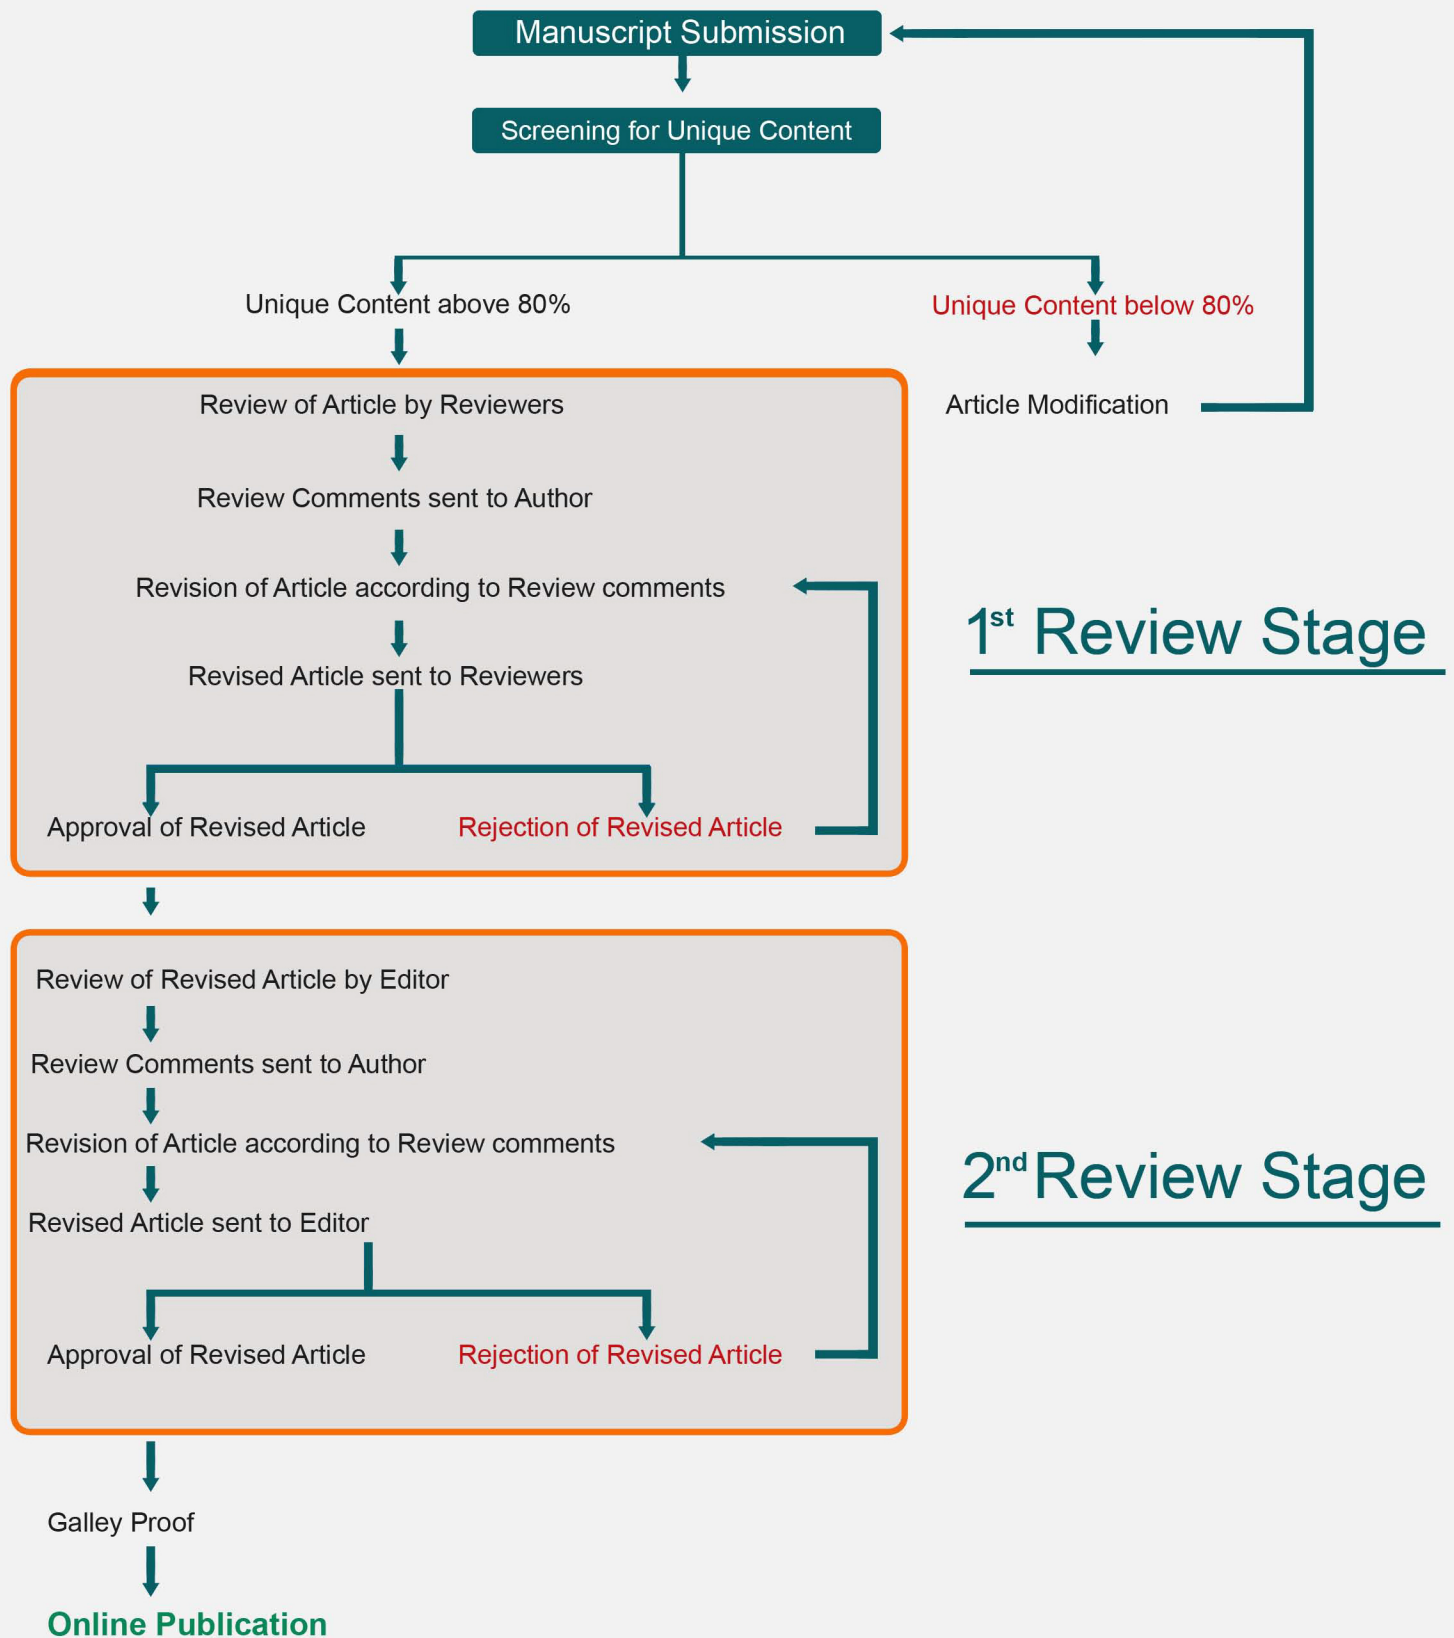 Manuscript Submission
Screening for Unique Content
Unique Content above 80%
Unique Content below 80%
Review of Article by Reviewers
Article Modification
Review Comments sent to Author
Revision of Article according to Review comments
1st Review Stage
Revised Article sent to Reviewers
Approval of Revised Article
Rejection of Revised Article
Review of Revised Article by Editor
Review Comments sent to Author
Revision of Article according to Review comments
2nd Review Stage
Revised Article sent to Editor
Approval of Revised Article
Rejection of Revised Article
Galley Proof
Online Publication